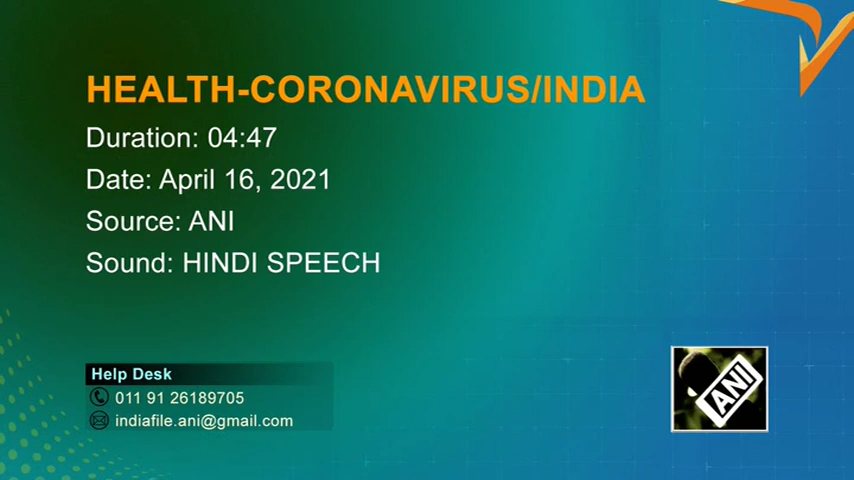 HEALTH-CORONAVIRUS/INDIA
Duration: 04:47
Date: April 16, 2021
Source: ANI
Sound: HINDI SPEECH
Help Desk
011 91 26189705
indiafile.ani@gmail.com
ANI